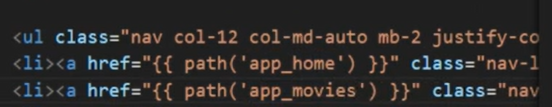 <ul class="nav col-12 col-md-auto mb-2 justify-co
<li><a href="{{ path('app_home') }}" class="nav-l
<li><a href="{{ path('app_movies') }}" class="nav